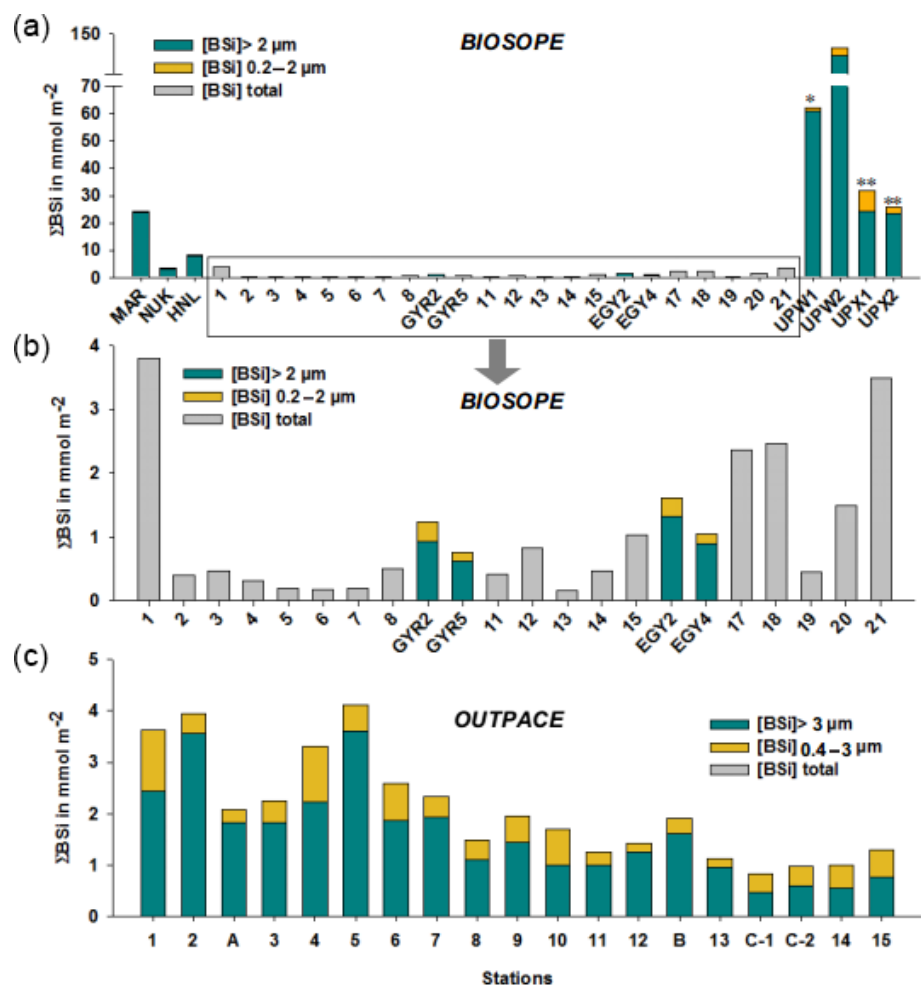 (a)
150
[BSi]> 2 µm
BIOSOPE
[BSi] 0.2–2 µm
[BSi] total
ΣBSi in mmol m-2
70
60
50
40
30
20
10
0
*
**
**
MAR NUK HNL 1 2 3 4 5 6 7 8 GYR2 GYR5 11 12 13 14 15 EGY2 EGY4 17 18 19 20 21 UPW1 UPW2 UPX1 UPX2
(b)
[BSi]> 2 µm
[BSi] 0.2–2 µm
BIOSOPE
[BSi] total
ΣBSi in mmol m-2
4
3
2
1
0
1 2 3 4 5 6 7 8 GYR2 GYR5 11 12 13 14 15 EGY2 EGY4 17 18 19 20 21
(c)
OUTPACE
[BSi]> 3 µm
[BSi] 0.4–3 µm
[BSi] total
ΣBSi in mmol m-2
5
4
3
2
1
0
1 2 A 3 4 5 6 7 8 9 10 11 12 B 13 C-1 C-2 14 15
Stations